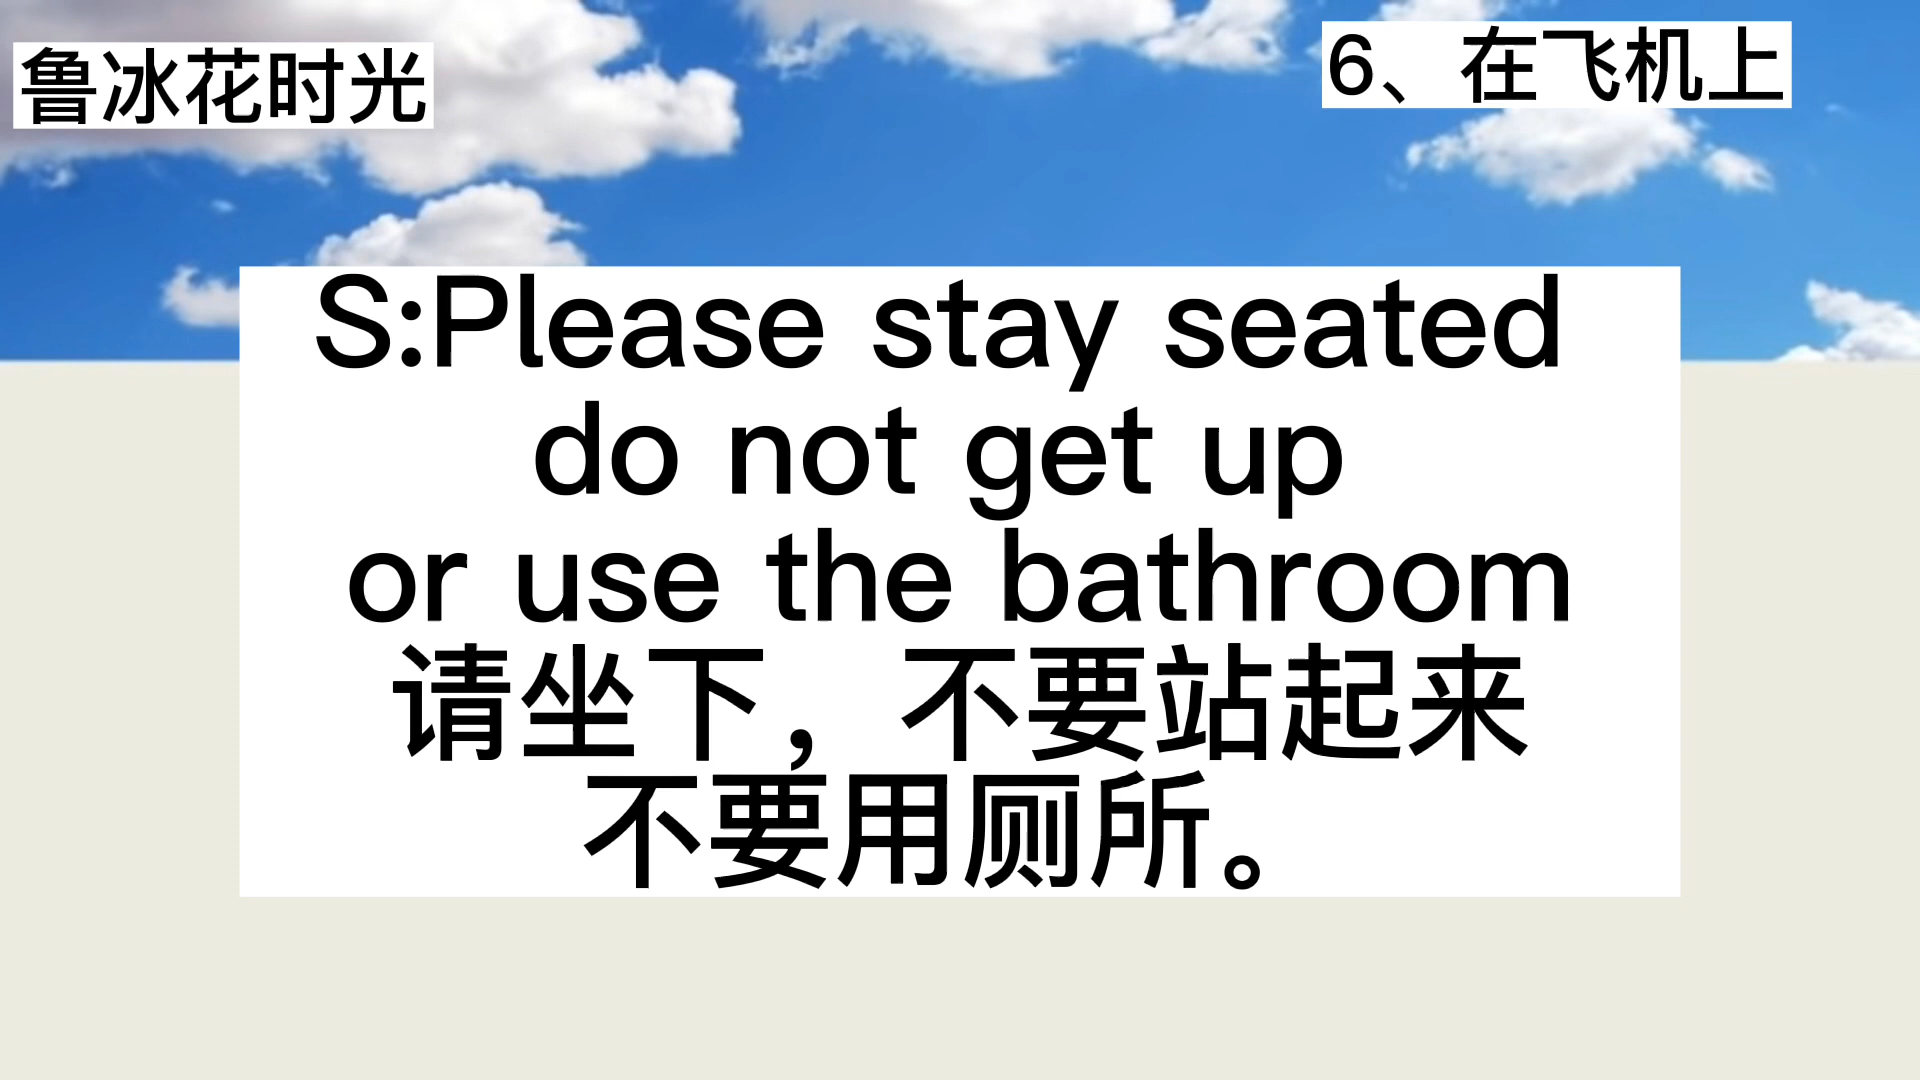 鲁冰花时光
6、在飞机上
S:Please stay seated
do not get up
or use the bathroom
请坐下，不要站起来
不要用厕所。